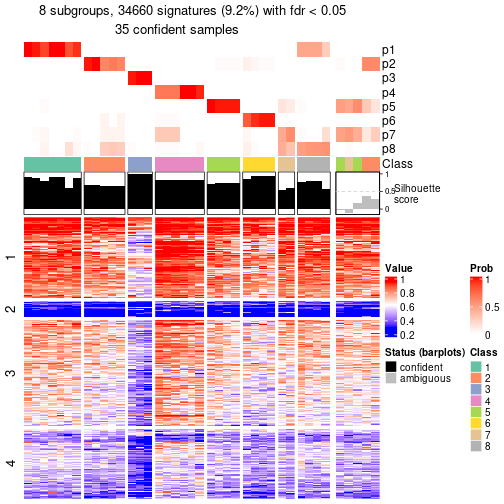 8 subgroups, 34660 signatures (9.2%) with fdr < 0.05
35 confident samples
p1
p2
p3
p4
p5
p6
p7
p8
Class
1
0.5
0
Silhouette
score
1
2
3
4
Value
1
0.8
0.6
0.4
0.2
Prob
1
0.5
0
Status (barplots)
confident
ambiguous
Class
1
2
3
4
5
6
7
8